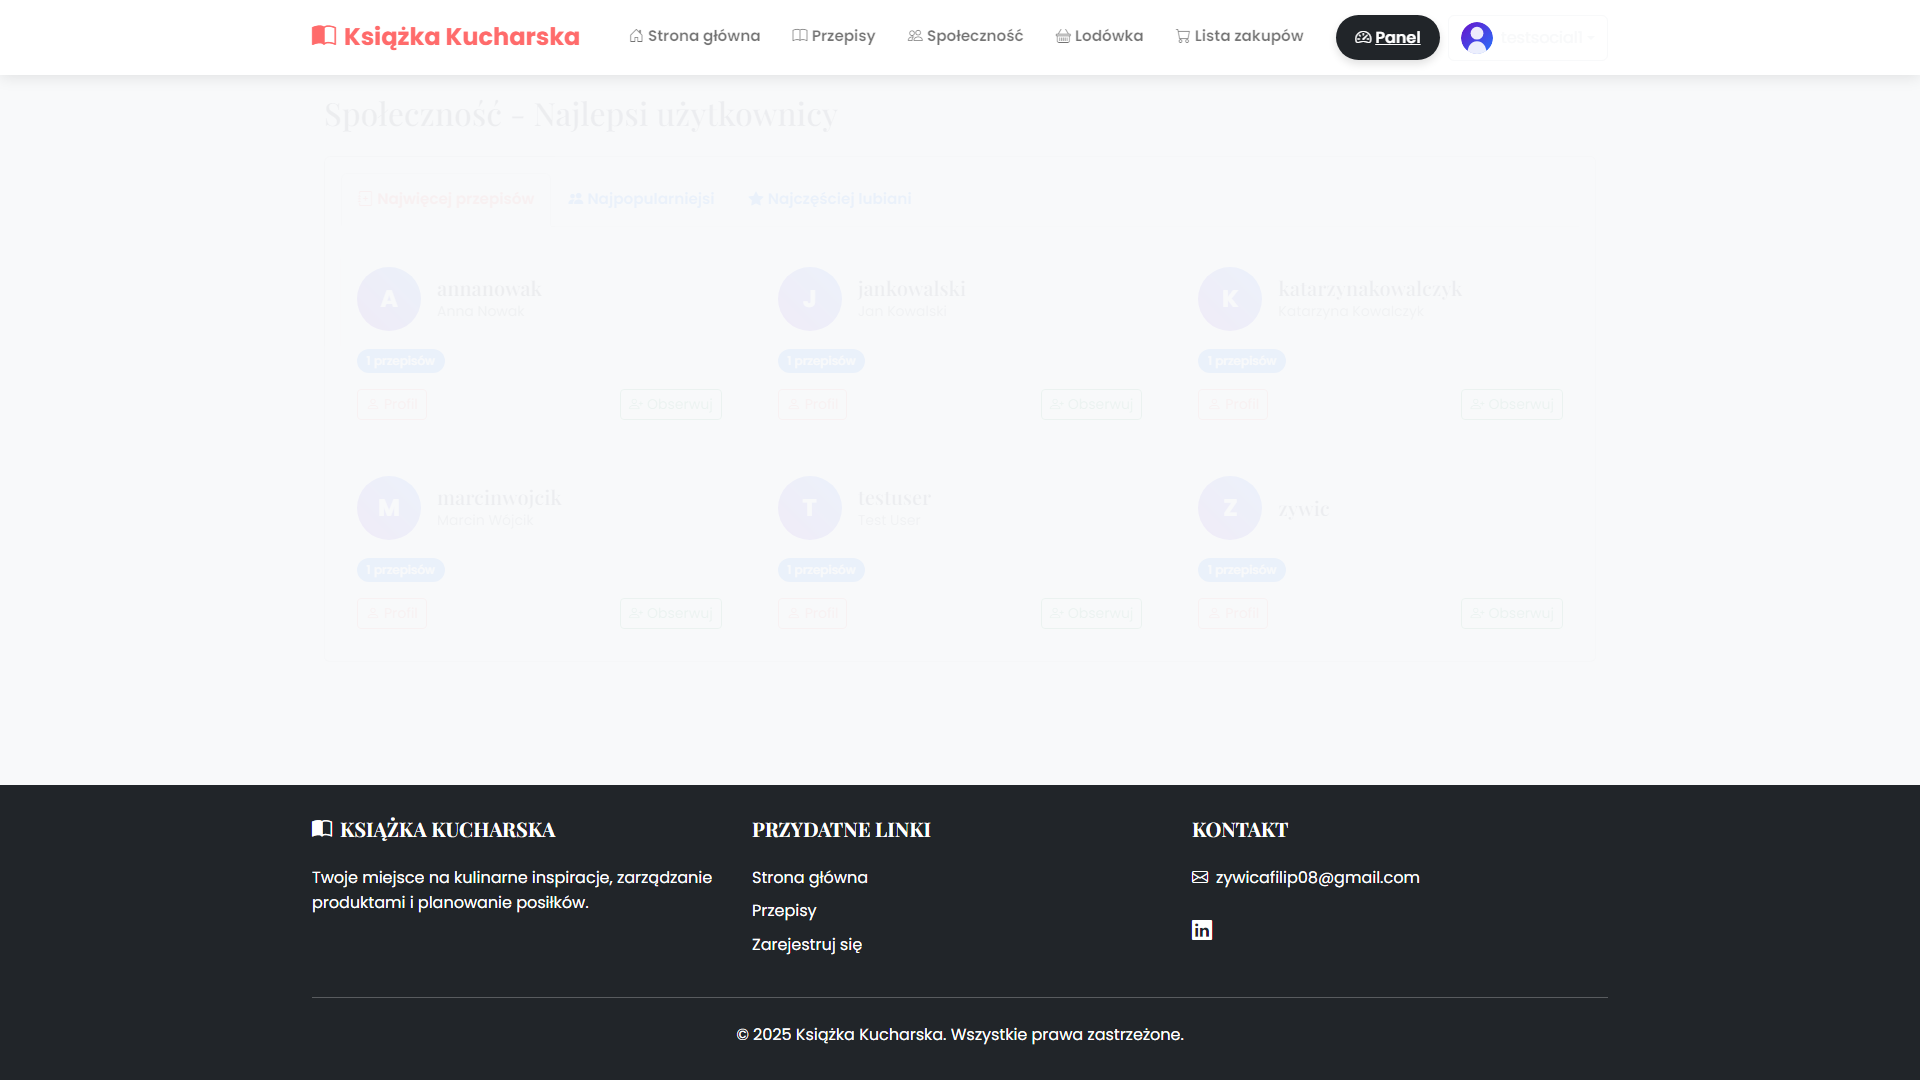 Książka Kucharska
Strona główna
Przepisy
Społeczność
Lodówka
Lista zakupów
Panel
testsocial1
Społeczność - Najlepsi użytkownicy
Najwięcej przepisów
Najpopularniejsi
Najczęściej lubiani
A
annanowak
Anna Nowak
1 przepisów
Profil
Obserwuj
J
jankowalski
Jan Kowalski
1 przepisów
Profil
Obserwuj
K
katarzynakowalczyk
Katarzyna Kowalczyk
1 przepisów
Profil
Obserwuj
M
marcinwojcik
Marcin Wójcik
1 przepisów
Profil
Obserwuj
T
testuser
Test user
1 przepisów
Profil
Obserwuj
Z
zywic
1 przepisów
Profil
Obserwuj
KSIĄŻKA KUCHARSKA
Twoje miejsce na kulinarne inspiracje, zarządzanie
produktami i planowanie posiłków.
PRZYDATNE LINKI
Strona główna
Przepisy
Zarejestruj się
KONTAKT
zywicafilip08@gmail.com
© 2025 Książka Kucharska. Wszystkie prawa zastrzeżone.